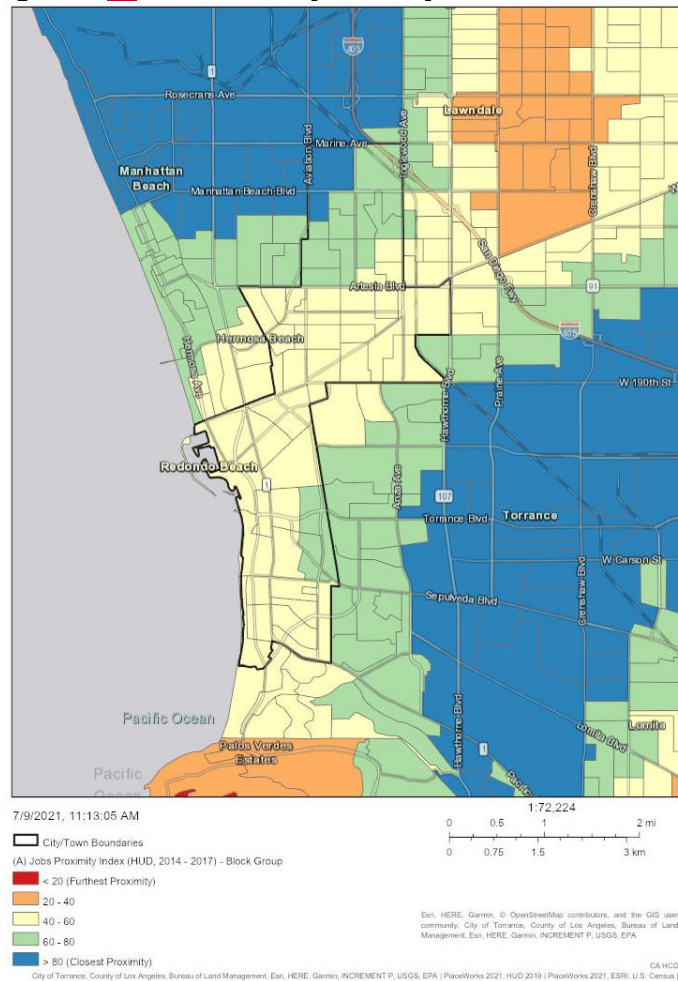 405
1
Rosecrans Ave
Lawndale
Aviation Blvd
Marine Ave
Inglewood Ave
Manhattan
Beach
Manhattan Beach Blvd
Crenshaw Blvd
San Diego Fwy
Artesia Blvd
91
405
Hermosa Beach
Hermosa Ave
Hawthorne Blvd
Prairie Ave
W 190th St
Redondo Beach
1
Anza Ave
107
Torrance Blvd
Torrance
W Carson St
Sepulveda Blvd
Crenshaw Blvd
Pacific Ocean
Hawthorne Blvd
Lomita Blvd
Lomita
1
Palos Verdes
Estates
Pacific
Pacific
Ocean
7/9/2021, 11:13:05 AM
1:72,224
0 0.5 1 2 mi
0 0.75 1.5 3 km
City/Town Boundaries
(A) Jobs Proximity Index (HUD, 2014 - 2017) - Block Group
< 20 (Furthest Proximity)
20 - 40
40 - 60
60 - 80
> 80 (Closest Proximity)
Esri, HERE, Garmin, © OpenStreetMap contributors, and the GIS user
community, City of Torrance, County of Los Angeles, Bureau of Land
Management, Esri, HERE, Garmin, INCREMENT P, USGS, EPA
CA HCD
City of Torrance, County of Los Angeles, Bureau of Land Management, Esri, HERE, Garmin, INCREMENT P, USGS, EPA | PlaceWorks 2021, HUD 2019 | PlaceWorks 2021, ESRI, U.S. Census |